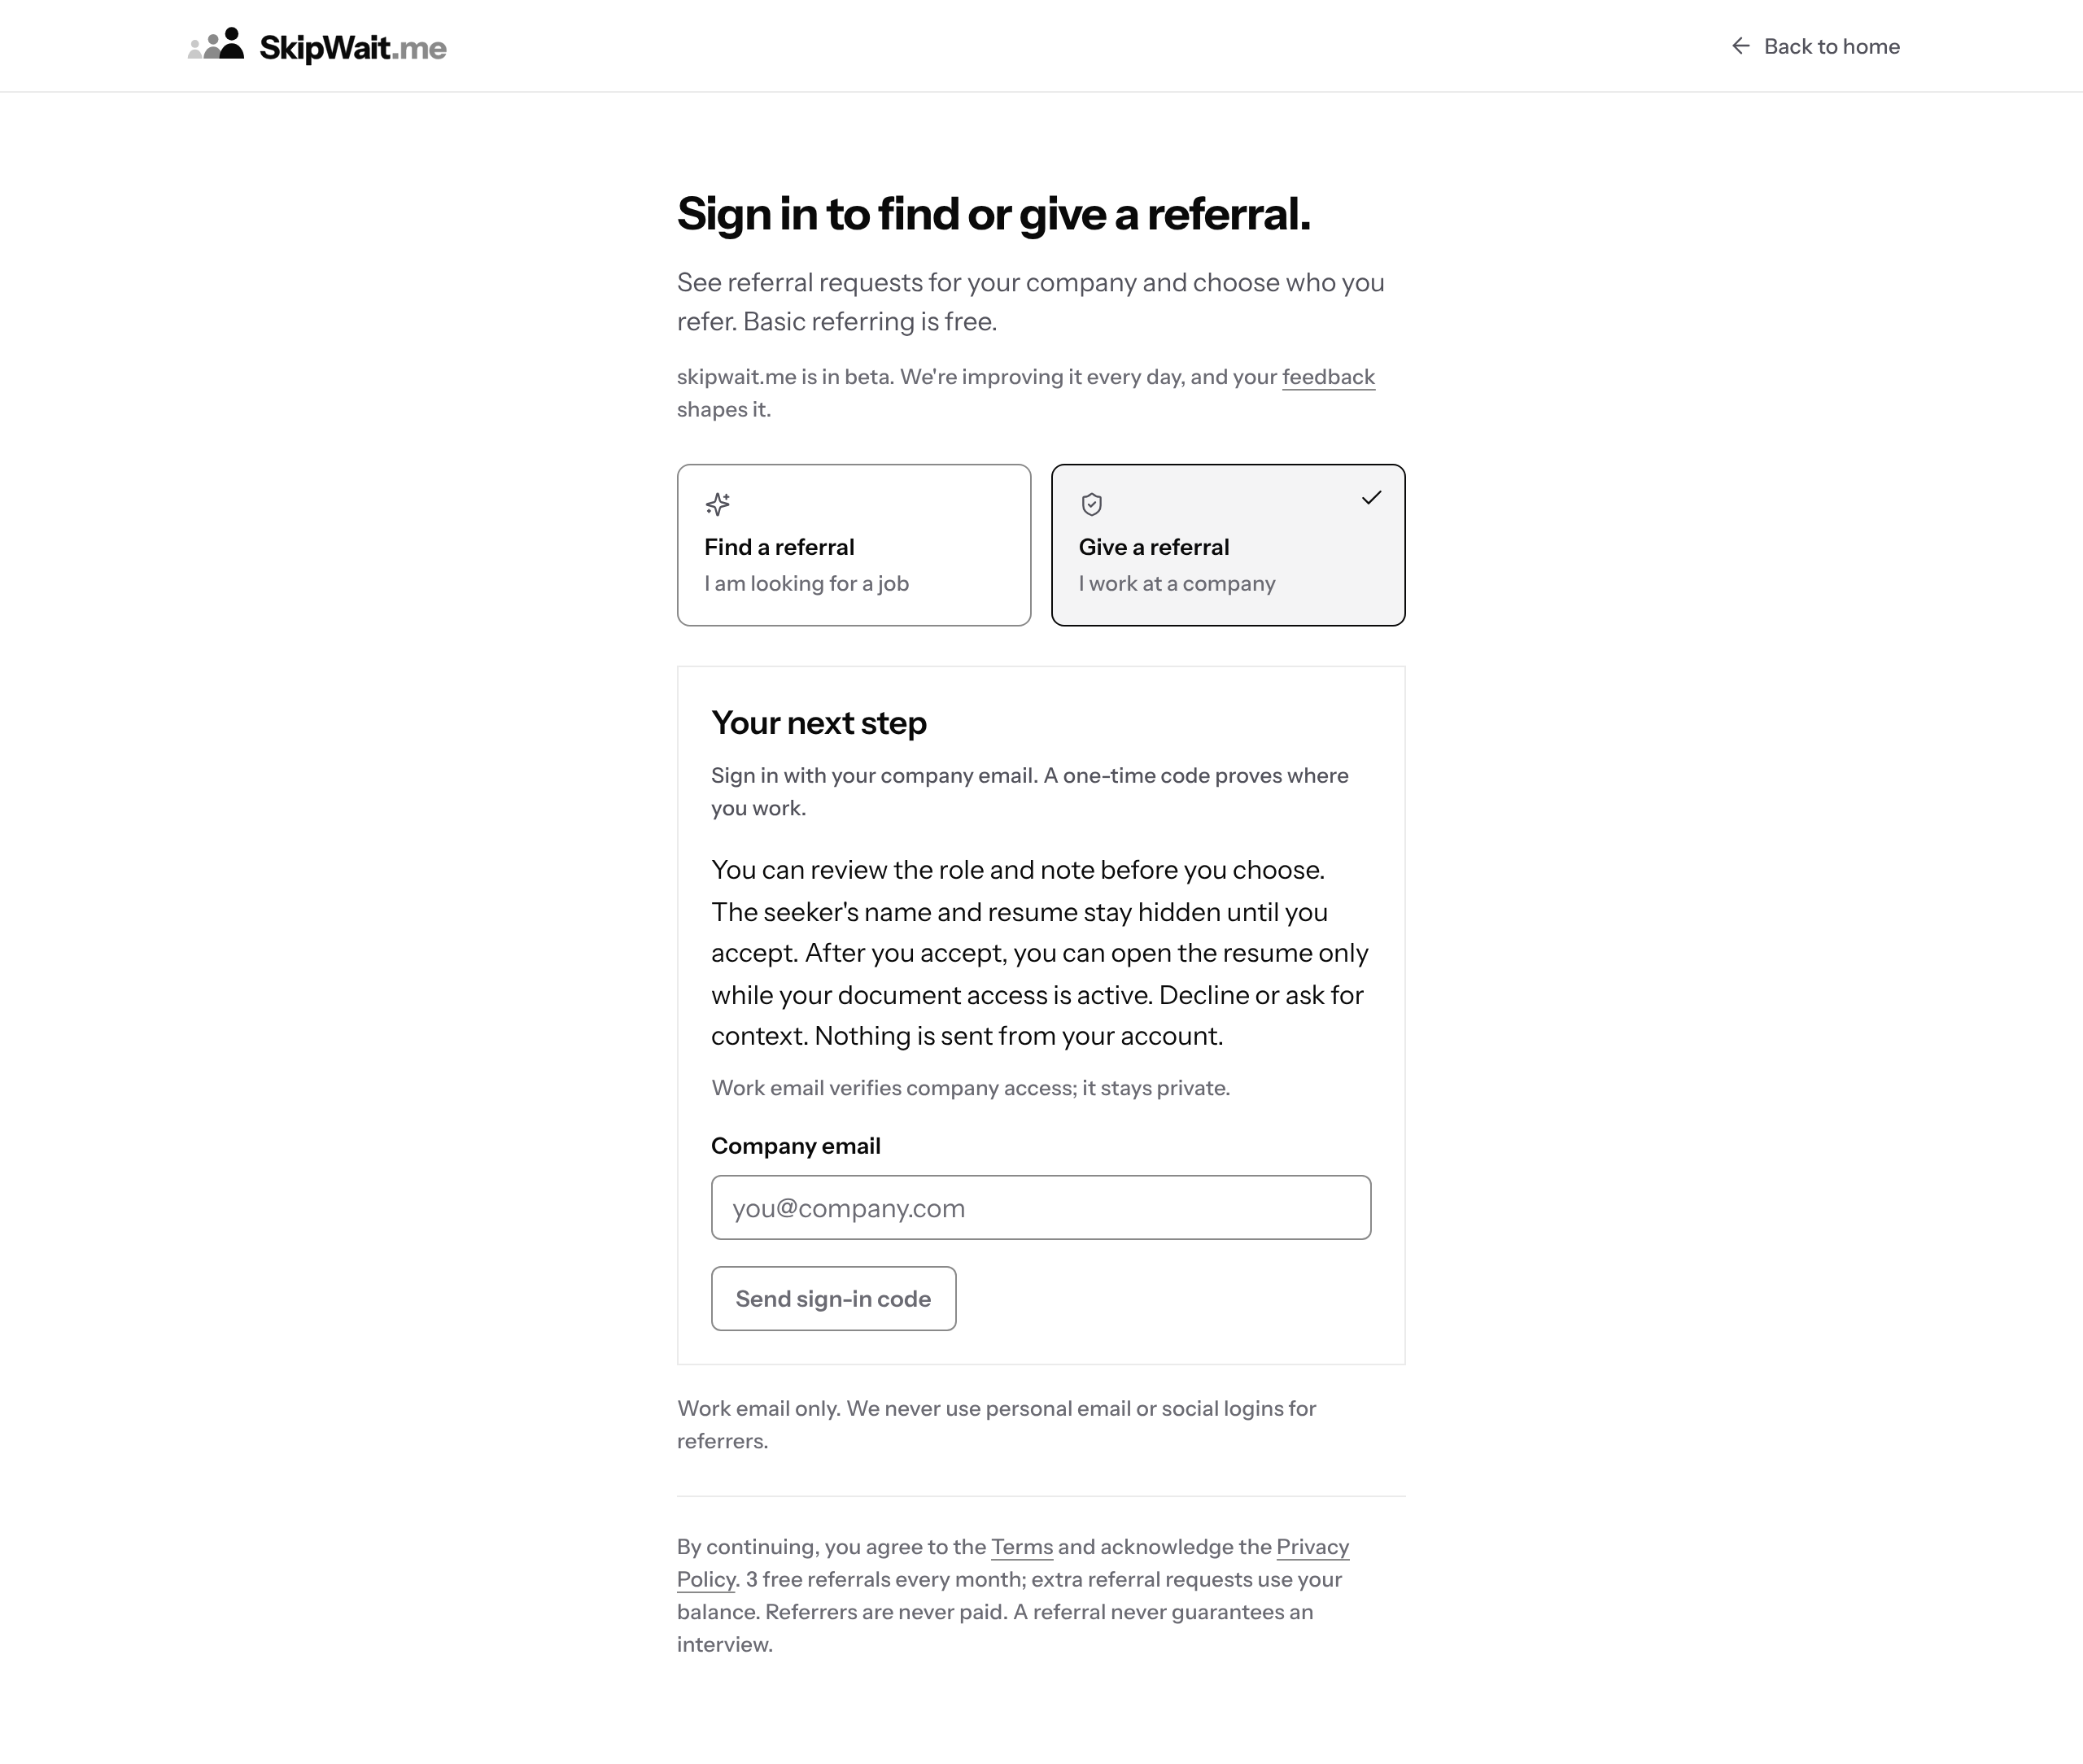 SkipWait.me
Back to home
Sign in to find or give a referral.
See referral requests for your company and choose who you
refer. Basic referring is free.
skipwait.me is in beta. We're improving it every day, and your feedback
shapes it.
Find a referral
I am looking for a job
Give a referral
I work at a company
Your next step
Sign in with your company email. A one-time code proves where
you work.
You can review the role and note before you choose.
The seeker's name and resume stay hidden until you
accept. After you accept, you can open the resume only
while your document access is active. Decline or ask for
context. Nothing is sent from your account.
Work email verifies company access; it stays private.
Company email
you@company.com
Send sign-in code
Work email only. We never use personal email or social logins for
referrers.
By continuing, you agree to the Terms and acknowledge the Privacy
Policy. 3 free referrals every month; extra referral requests use your
balance. Referrers are never paid. A referral never guarantees an
interview.